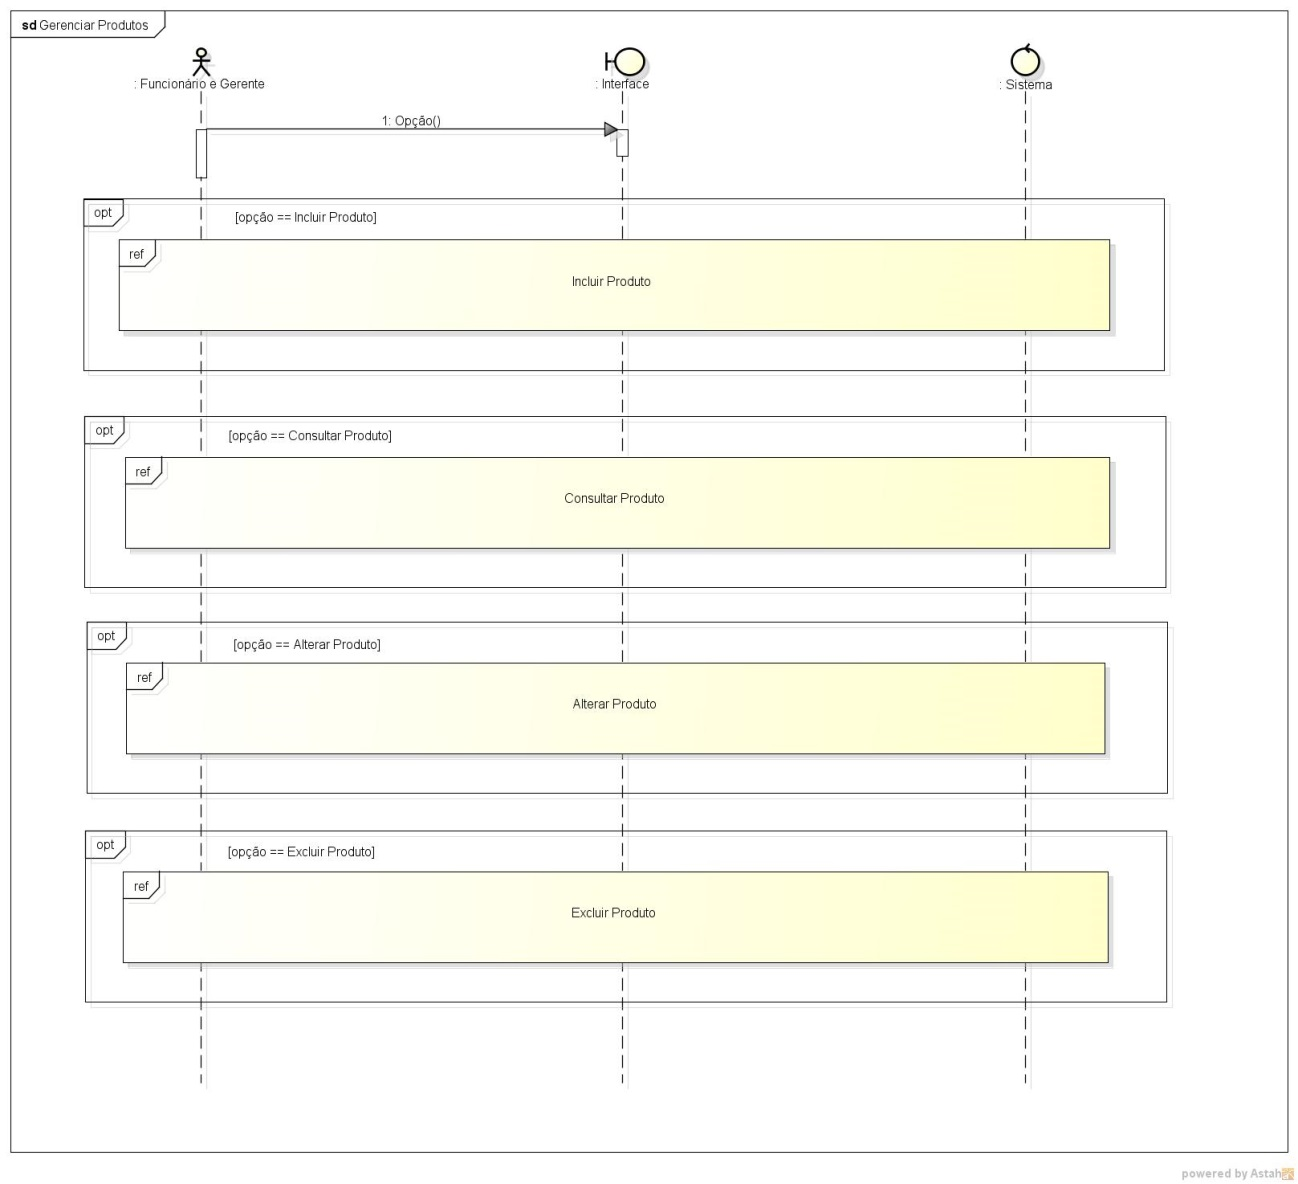 sd Gerenciar Produtos
: Funcionário e Gerente
: Interface
: Sistema
1: Opção()
opt
[opção == Incluir Produto]
ref
Incluir Produto
opt
[opção == Consultar Produto]
ref
Consultar Produto
opt
[opção == Alterar Produto]
ref
Alterar Produto
opt
[opção == Excluir Produto]
ref
Excluir Produto
powered by Astah